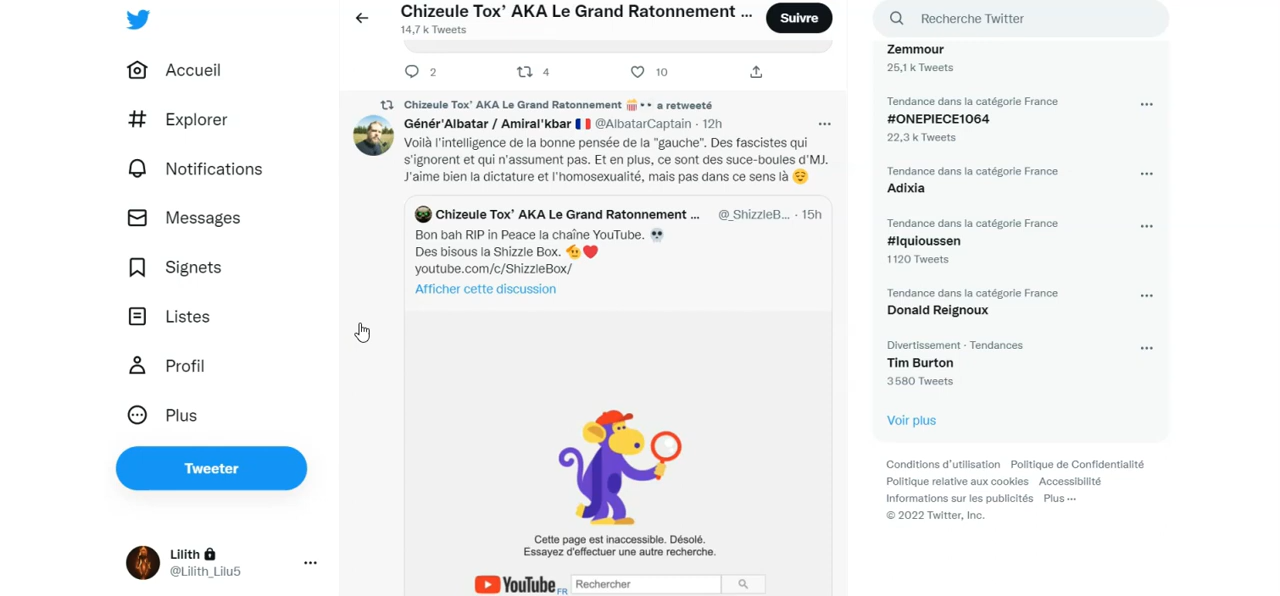 Accueil
Explorer
Notifications
Messages
Signets
Listes
Profil
Plus
Tweeter
Lilith
@Lilith_Lilu5
Chizeule Tox’ AKA Le Grand Ratonnement ...
14,7 k Tweets
Suivre
2 4 10
Chizeule Tox’ AKA Le Grand Ratonnement 🍿👀 a retweeté
Génér'Albatar / Amiral'kbar 🇫🇷 @AlbatarCaptain · 12h
Voilà l'intelligence de la bonne pensée de la "gauche". Des fascistes qui
s'ignorent et qui n'assument pas. Et en plus, ce sont des suce-boules d'MJ.
J'aime bien la dictature et l'homosexualité, mais pas dans ce sens là 😌
Chizeule Tox’ AKA Le Grand Ratonnement ... @_ShizzleB... · 15h
Bon bah RIP in Peace la chaîne YouTube. 💀
Des bisous la Shizzle Box. 🫡❤️
youtube.com/c/ShizzleBox/
Afficher cette discussion
Cette page est inaccessible. Désolé.
Essayez d'effectuer une autre recherche.
YouTube FR Rechercher
Recherche Twitter
Zemmour
25,1 k Tweets
Tendance dans la catégorie France
#ONEPIECE1064
22,3 k Tweets
Tendance dans la catégorie France
Adixia
Tendance dans la catégorie France
#Iquioussen
1 120 Tweets
Tendance dans la catégorie France
Donald Reignoux
Divertissement · Tendances
Tim Burton
3 580 Tweets
Voir plus
Conditions d’utilisation Politique de Confidentialité
Politique relative aux cookies Accessibilité
Informations sur les publicités Plus ···
© 2022 Twitter, Inc.